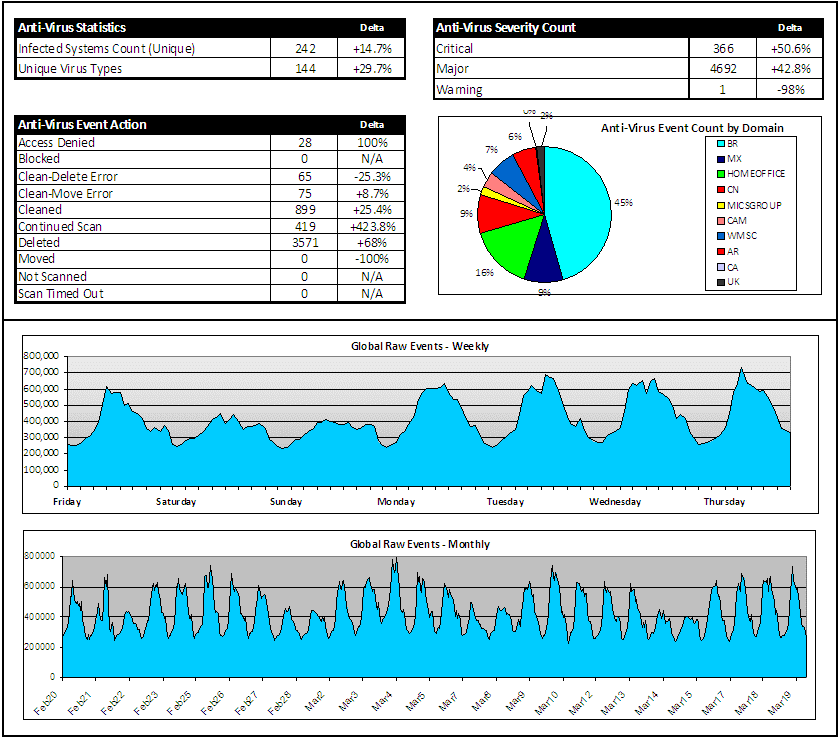 Anti-Virus Statistics Delta
Infected Systems Count (Unique) 242 +14.7%
Unique Virus Types 144 +29.7%
Anti-Virus Severity Count Delta
Critical 366 +50.6%
Major 4692 +42.8%
Warning 1 -98%
Anti-Virus Event Action Delta
Access Denied 28 100%
Blocked 0 N/A
Clean-Delete Error 65 -25.3%
Clean-Move Error 75 +8.7%
Cleaned 899 +25.4%
Continued Scan 419 +423.8%
Deleted 3571 +68%
Moved 0 -100%
Not Scanned 0 N/A
Scan Timed Out 0 N/A
Anti-Virus Event Count by Domain
0% 2%
6%
7%
4%
2%
9%
16%
9%
45%
BR
MX
HOMEOFFICE
CN
MICSGROUP
CAM
WMSC
AR
CA
UK
Global Raw Events - Weekly
800,000
700,000
600,000
500,000
400,000
300,000
200,000
100,000
0
Friday Saturday Sunday Monday Tuesday Wednesday Thursday
Global Raw Events - Monthly
800000
600000
400000
200000
0
Feb20 Feb21 Feb22 Feb23 Feb25 Feb26 Feb27 Feb28 Mar2 Mar3 Mar4 Mar5 Mar7 Mar8 Mar9 Mar10 Mar12 Mar13 Mar14 Mar15 Mar17 Mar18 Mar19